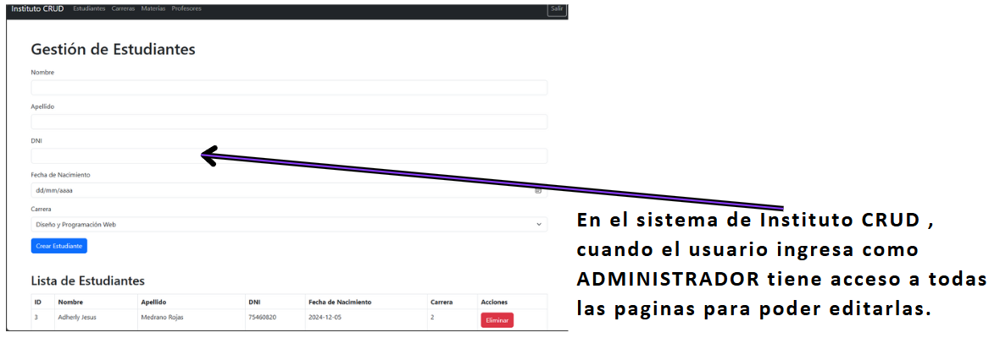 Instituto CRUD Estudiantes Carreras Materias Profesores Salir
Gestión de Estudiantes
Nombre
Apellido
DNI
Fecha de Nacimiento
dd/mm/aaaa
Carrera
Diseño y Programación Web
Crear Estudiante
Lista de Estudiantes
ID Nombre Apellido DNI Fecha de Nacimiento Carrera Acciones
3 Adherly Jesus Medrano Rojas 75460820 2024-12-05 2 Eliminar
En el sistema de Instituto CRUD ,
cuando el usuario ingresa como
ADMINISTRADOR tiene acceso a todas
las paginas para poder editarlas.